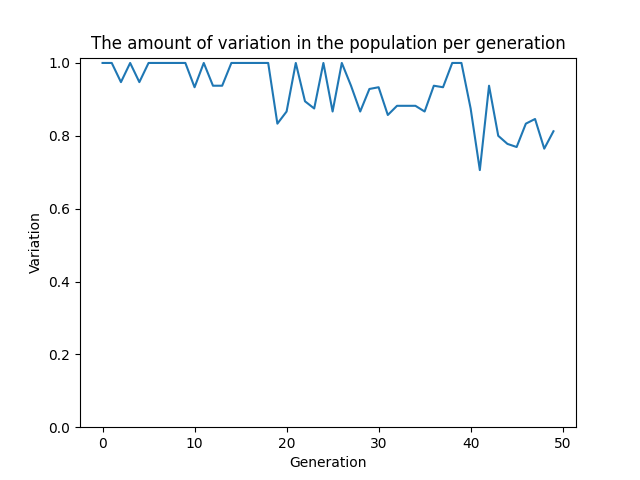 The amount of variation in the population per generation
1.0
0.8
0.6
0.4
0.2
0.0
Variation
0 10 20 30 40 50
Generation